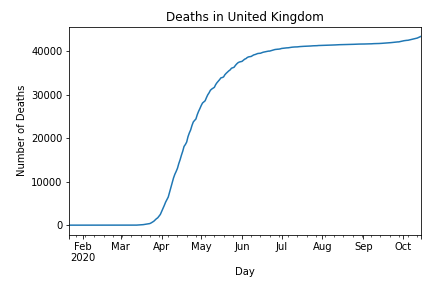 Deaths in United Kingdom
Number of Deaths
40000
30000
20000
10000
0
Feb Mar Apr May Jun Jul Aug Sep Oct
2020
Day